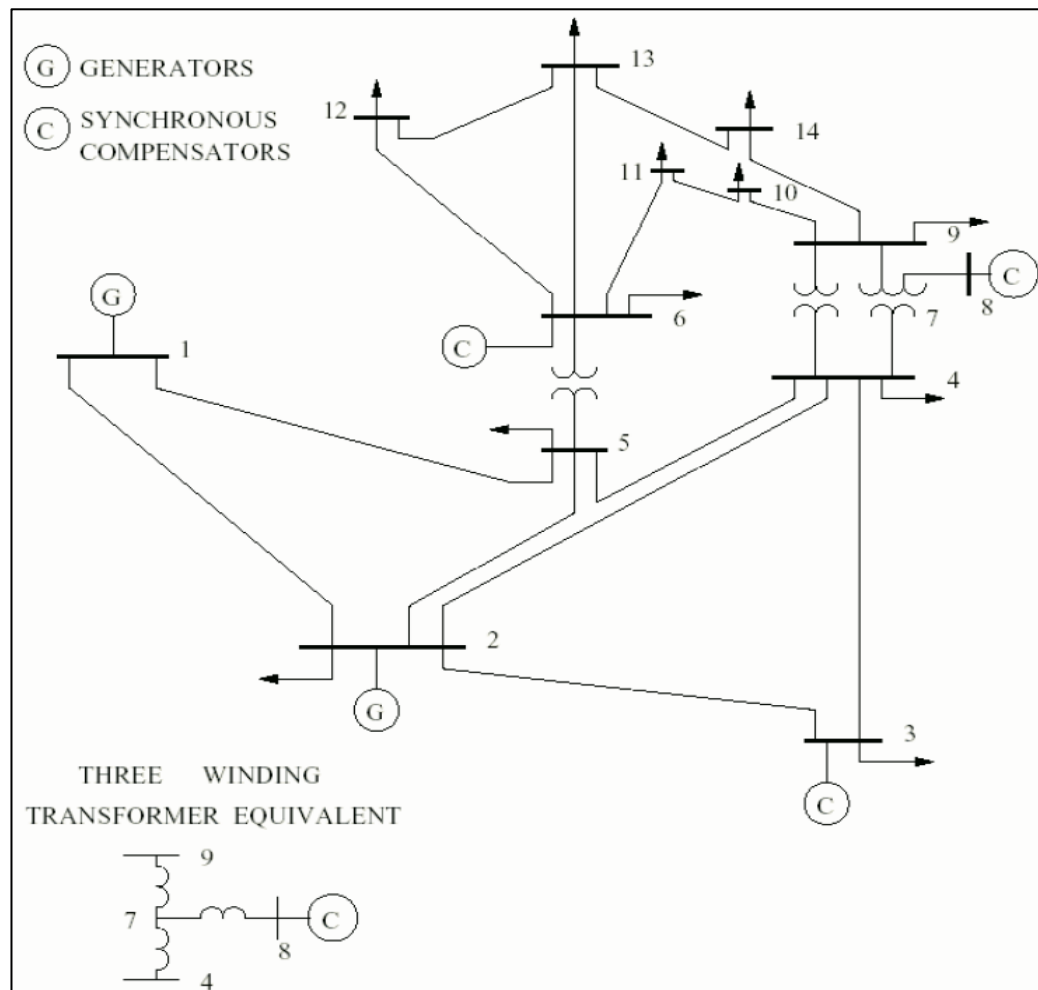 G GENERATORS
C SYNCHRONOUS
COMPENSATORS
13
12
14
11
10
9
C
8
7
G
1
6
C
4
5
2
G
3
C
THREE WINDING
TRANSFORMER EQUIVALENT
9
7
C
8
4